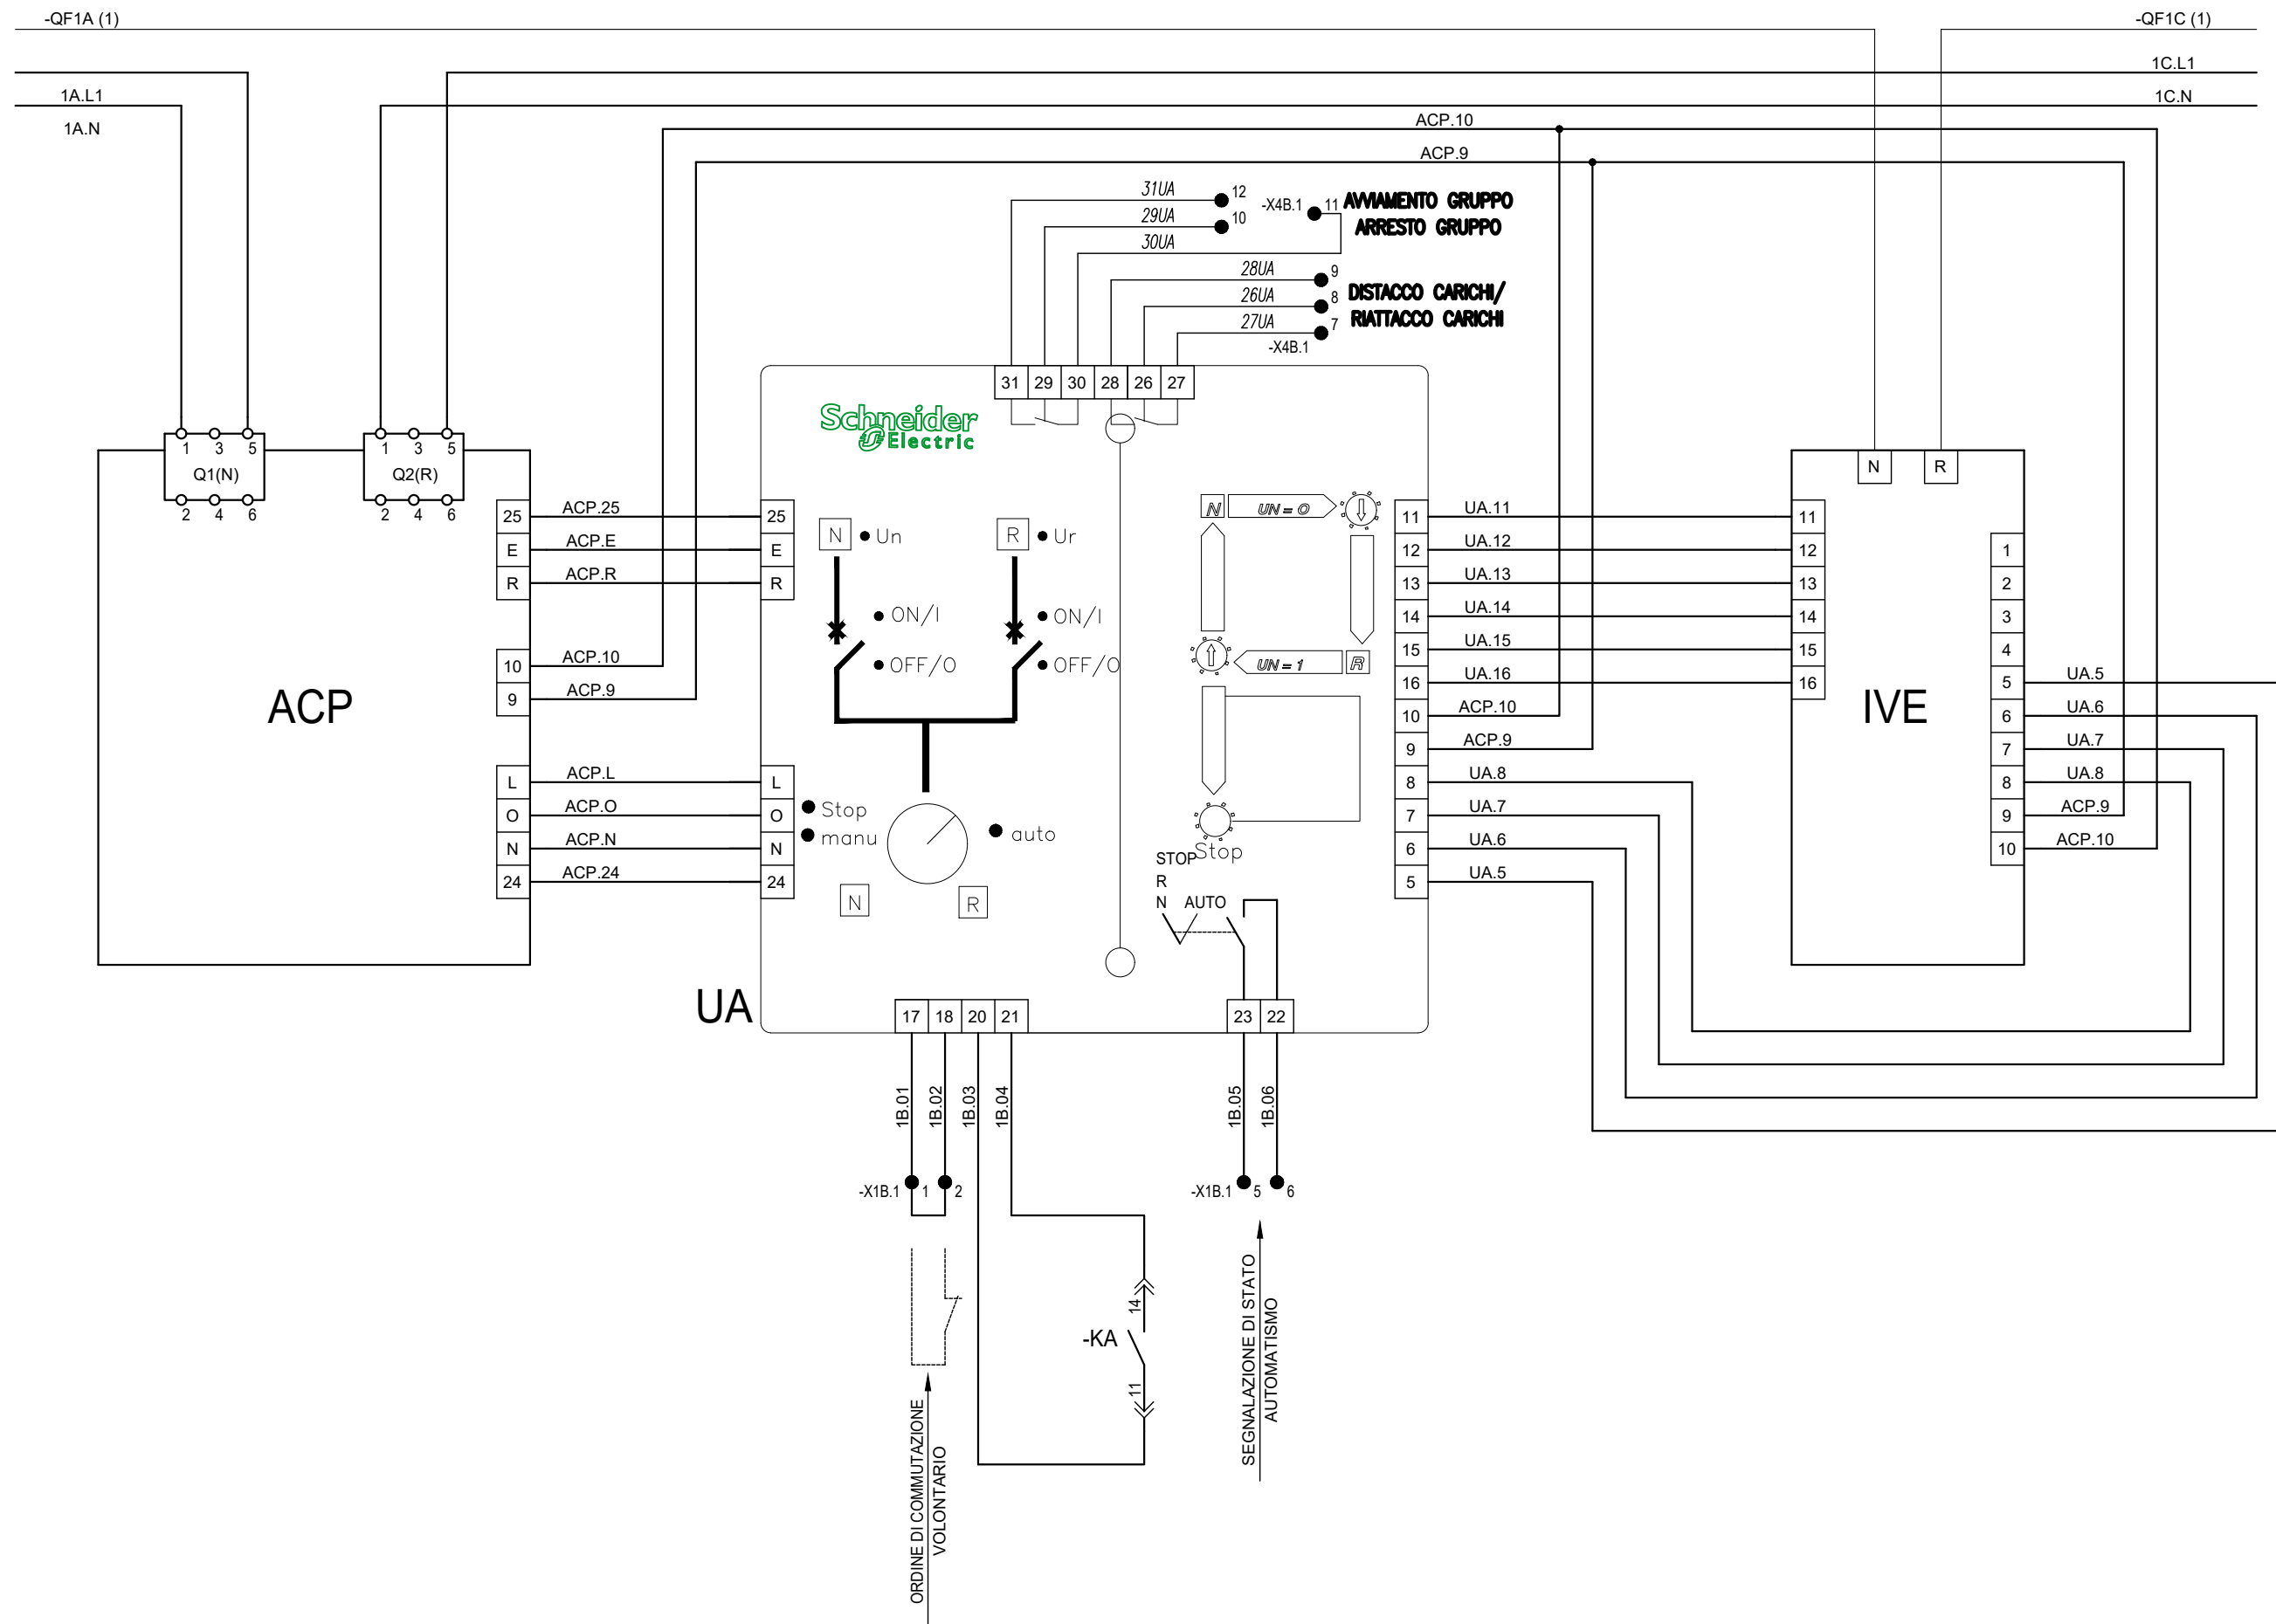 -QF1A (1)
-QF1C (1)
1C.L1
1A.L1
1C.N
1A.N
ACP.10
ACP.9
31UA 12
-X4B.1 11 AVVIAMENTO GRUPPO
29UA 10
ARRESTO GRUPPO
30UA
28UA 9
26UA 8 DISTACCO CARICHI/
27UA 7 RIATTACCO CARICHI
-X4B.1
31 29 30 28 26 27
Schneider
Electric
1 3 5
Q1(N)
2 4 6
1 3 5
Q2(R)
2 4 6
ACP
25 ACP.25 25
E ACP.E E
R ACP.R R
10 ACP.10
9 ACP.9
L ACP.L L
O ACP.O O
N ACP.N N
24 ACP.24 24
N Un
R Ur
ON/I
ON/I
OFF/O
OFF/O
Stop
manu
auto
N R
N UN = O
UN = 1 R
Stop
STOP
R
N AUTO
UA
11 UA.11 11
12 UA.12 12
13 UA.13 13
14 UA.14 14
15 UA.15 15
16 UA.16 16
10 ACP.10
9 ACP.9
8 UA.8
7 UA.7
6 UA.6
5 UA.5
N R
IVE
1
2
3
4
5 UA.5
6 UA.6
7 UA.7
8 UA.8
9 ACP.9
10 ACP.10
17 18 20 21
23 22
1B.01
1B.02
1B.03
1B.04
1B.05
1B.06
-X1B.1 1 2
-X1B.1 5 6
14
-KA
11
ORDINE DI COMMUTAZIONE
VOLONTARIO
SEGNALAZIONE DI STATO
AUTOMATISMO